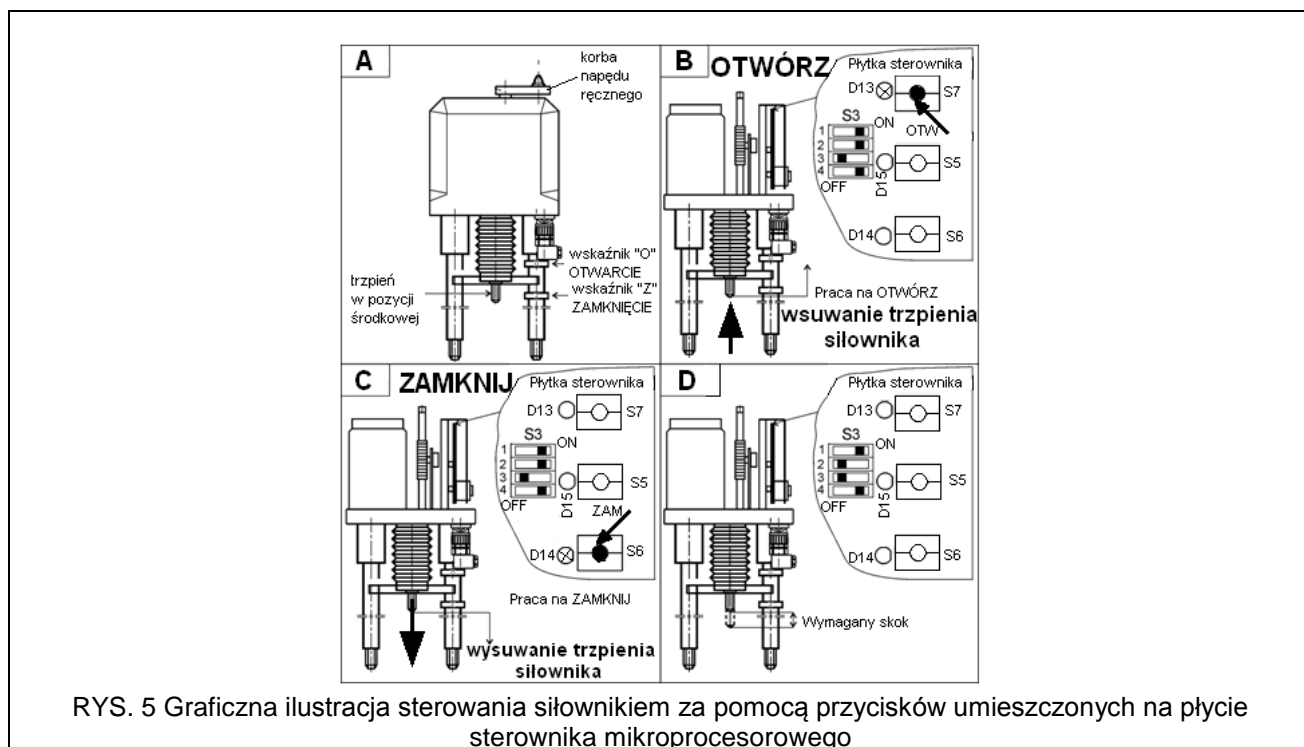 A
korba
napędu
ręcznego
wskaźnik "O"
OTWARCIE
wskaźnik "Z"
ZAMKNIĘCIE
trzpień
w pozycji
środkowej
B OTWÓRZ
Płytka sterownika
D13 S7
S3 ON
OTW
1
2
3
4
OFF
D15
S5
D14 S6
Praca na OTWÓRZ
wsuwanie trzpienia
siłownika
C ZAMKNIJ
Płytka sterownika
D13 S7
S3 ON
1
2
3
4
OFF
D15
S5
ZAM
D14 S6
Praca na ZAMKNIJ
wysuwanie trzpienia
siłownika
D
Płytka sterownika
D13 S7
S3 ON
1
2
3
4
OFF
D15
S5
D14 S6
Wymagany skok
RYS. 5 Graficzna ilustracja sterowania siłownikiem za pomocą przycisków umieszczonych na płycie
sterownika mikroprocesorowego